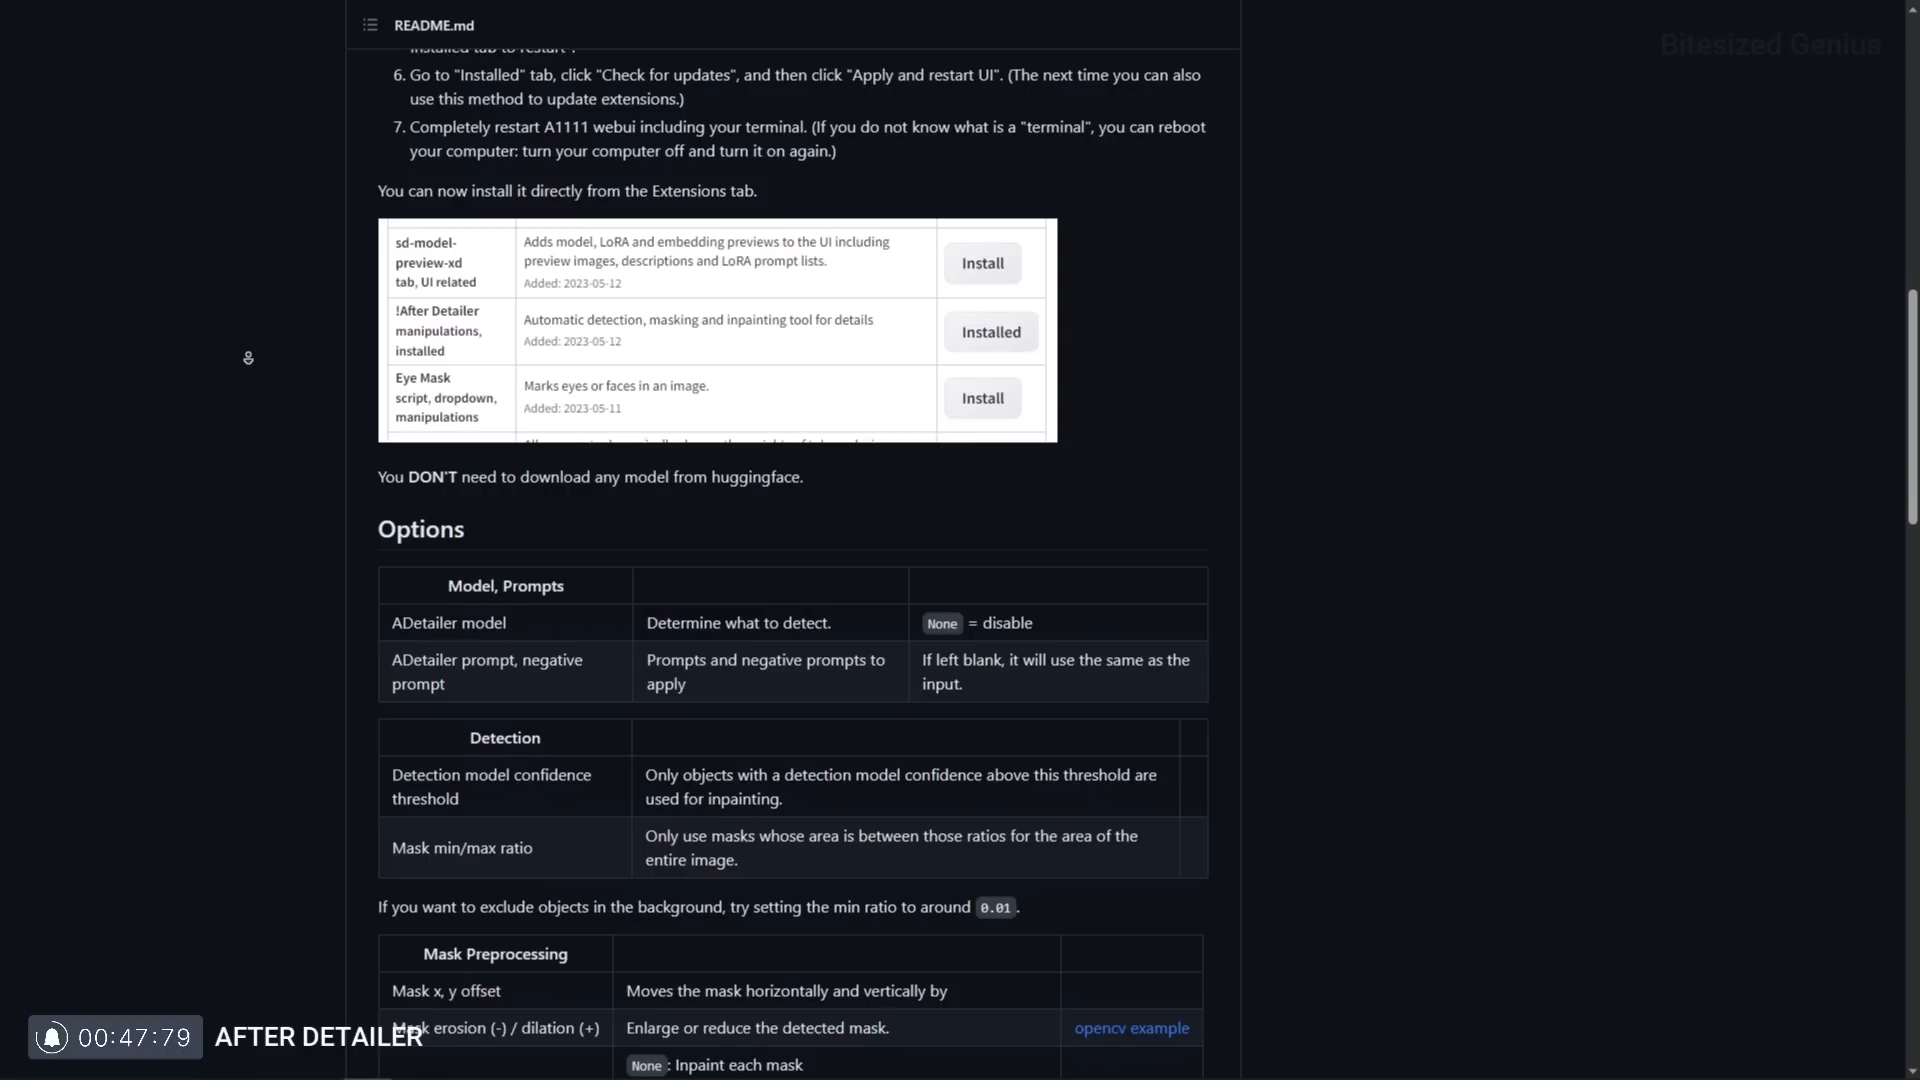 README.md
Bitesized Genius
installed tab to restart".
6. Go to "Installed" tab, click "Check for updates", and then click "Apply and restart UI". (The next time you can also
use this method to update extensions.)
7. Completely restart A1111 webui including your terminal. (If you do not know what is a "terminal", you can reboot
your computer: turn your computer off and turn it on again.)
You can now install it directly from the Extensions tab.
sd-model-
preview-xd
tab, UI related
Adds model, LoRA and embedding previews to the UI including
preview images, descriptions and LoRA prompt lists.
Added: 2023-05-12
Install
!After Detailer
manipulations,
installed
Automatic detection, masking and inpainting tool for details
Added: 2023-05-12
Installed
Eye Mask
script, dropdown,
manipulations
Marks eyes or faces in an image.
Added: 2023-05-11
Install
You DON'T need to download any model from huggingface.
Options
Model, Prompts
ADetailer model
Determine what to detect.
None = disable
ADetailer prompt, negative
prompt
Prompts and negative prompts to
apply
If left blank, it will use the same as the
input.
Detection
Detection model confidence
threshold
Only objects with a detection model confidence above this threshold are
used for inpainting.
Mask min/max ratio
Only use masks whose area is between those ratios for the area of the
entire image.
If you want to exclude objects in the background, try setting the min ratio to around 0.01.
Mask Preprocessing
Mask x, y offset
Moves the mask horizontally and vertically by
Mask erosion (-) / dilation (+)
Enlarge or reduce the detected mask.
opencv example
None: Inpaint each mask
00:47:79
AFTER DETAILER